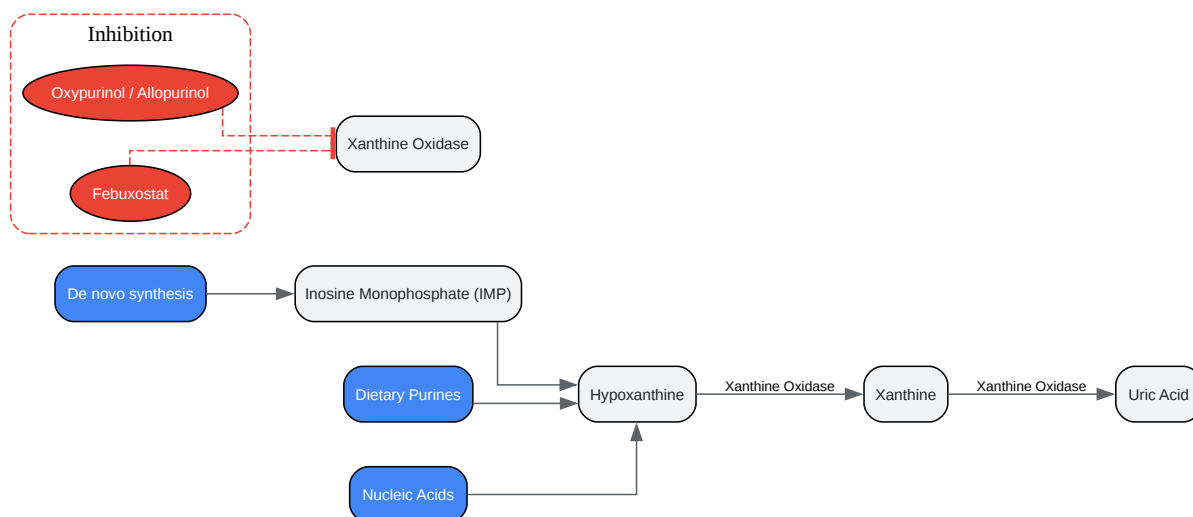 Inhibition
Oxypurinol / Allopurinol
Xanthine Oxidase
Febuxostat
De novo synthesis
Inosine Monophosphate (IMP)
Dietary Purines
Hypoxanthine
Xanthine Oxidase
Xanthine
Xanthine Oxidase
Uric Acid
Nucleic Acids